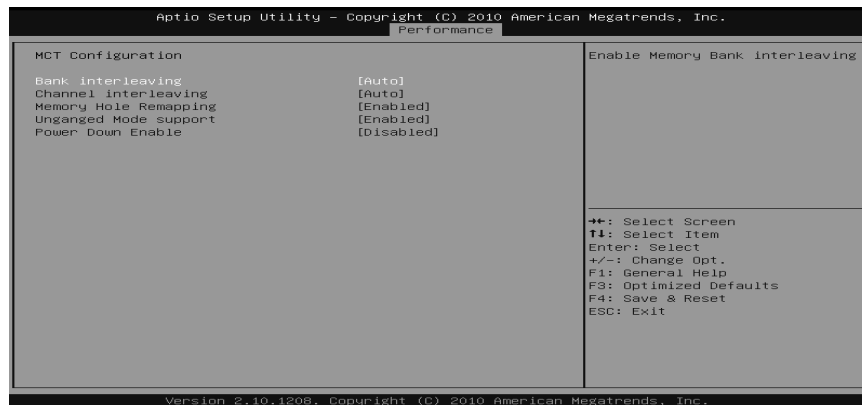 Aptio Setup Utility – Copyright (C) 2010 American Megatrends, Inc.
Performance
MCT Configuration
Bank interleaving [Auto]
Channel interleaving [Auto]
Memory Hole Remapping [Enabled]
Unganged Mode support [Enabled]
Power Down Enable [Disabled]
Enable Memory Bank interleaving
→←: Select Screen
↑↓: Select Item
Enter: Select
+/-: Change Opt.
F1: General Help
F3: Optimized Defaults
F4: Save & Reset
ESC: Exit
Version 2.10.1208. Copyright (C) 2010 American Megatrends, Inc.